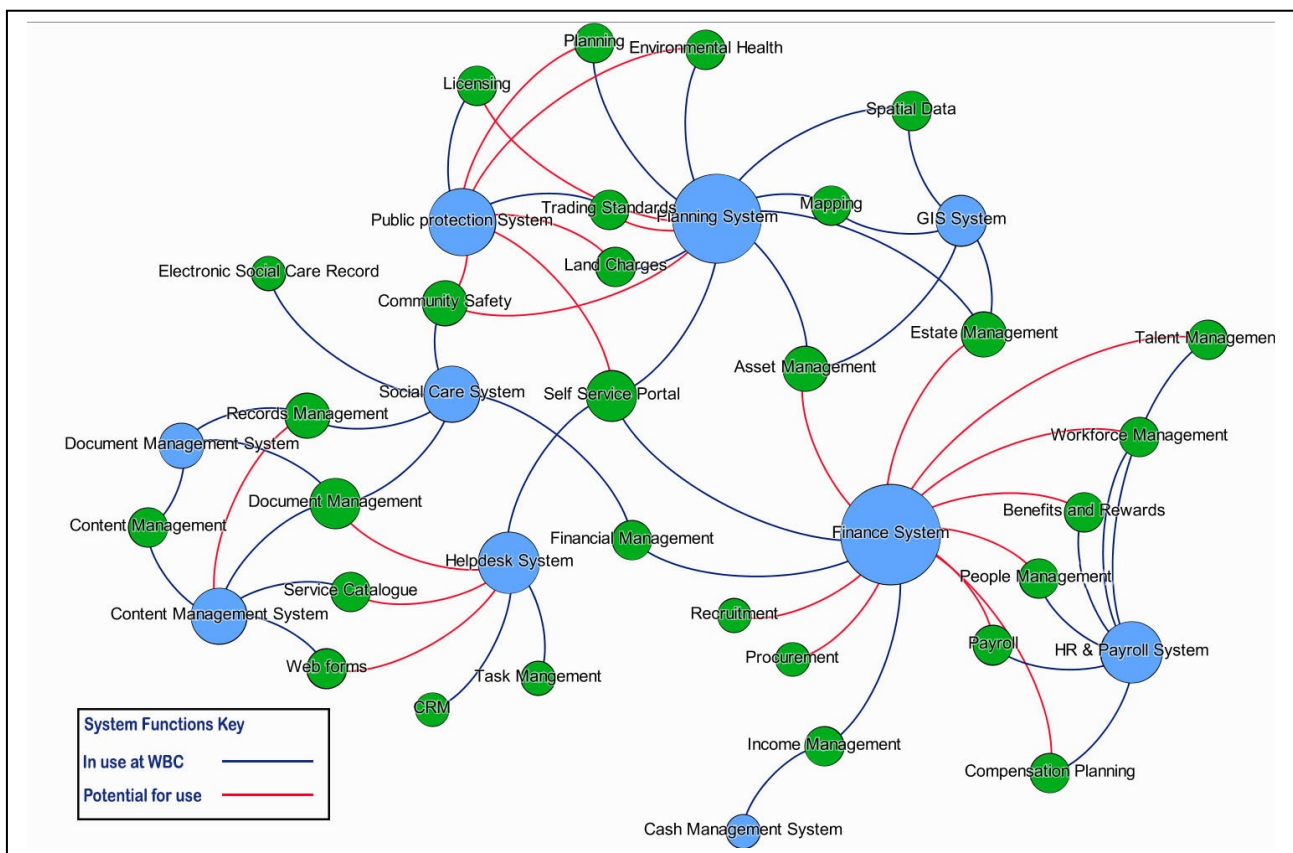 Planning
Environmental Health
Licensing
Spatial Data
Trading Standards
Mapping
Public protection System
Planning System
GIS System
Land Charges
Electronic Social Care Record
Community Safety
Estate Management
Talent Management
Asset Management
Social Care System
Self Service Portal
Records Management
Document Management System
Workforce Management
Document Management
Benefits and Rewards
Content Management
Financial Management
Finance System
Helpdesk System
People Management
Service Catalogue
Content Management System
Recruitment
Payroll
HR & Payroll System
Procurement
Web forms
Task Mangement
CRM
System Functions Key
In use at WBC
Potential for use
Income Management
Compensation Planning
Cash Management System